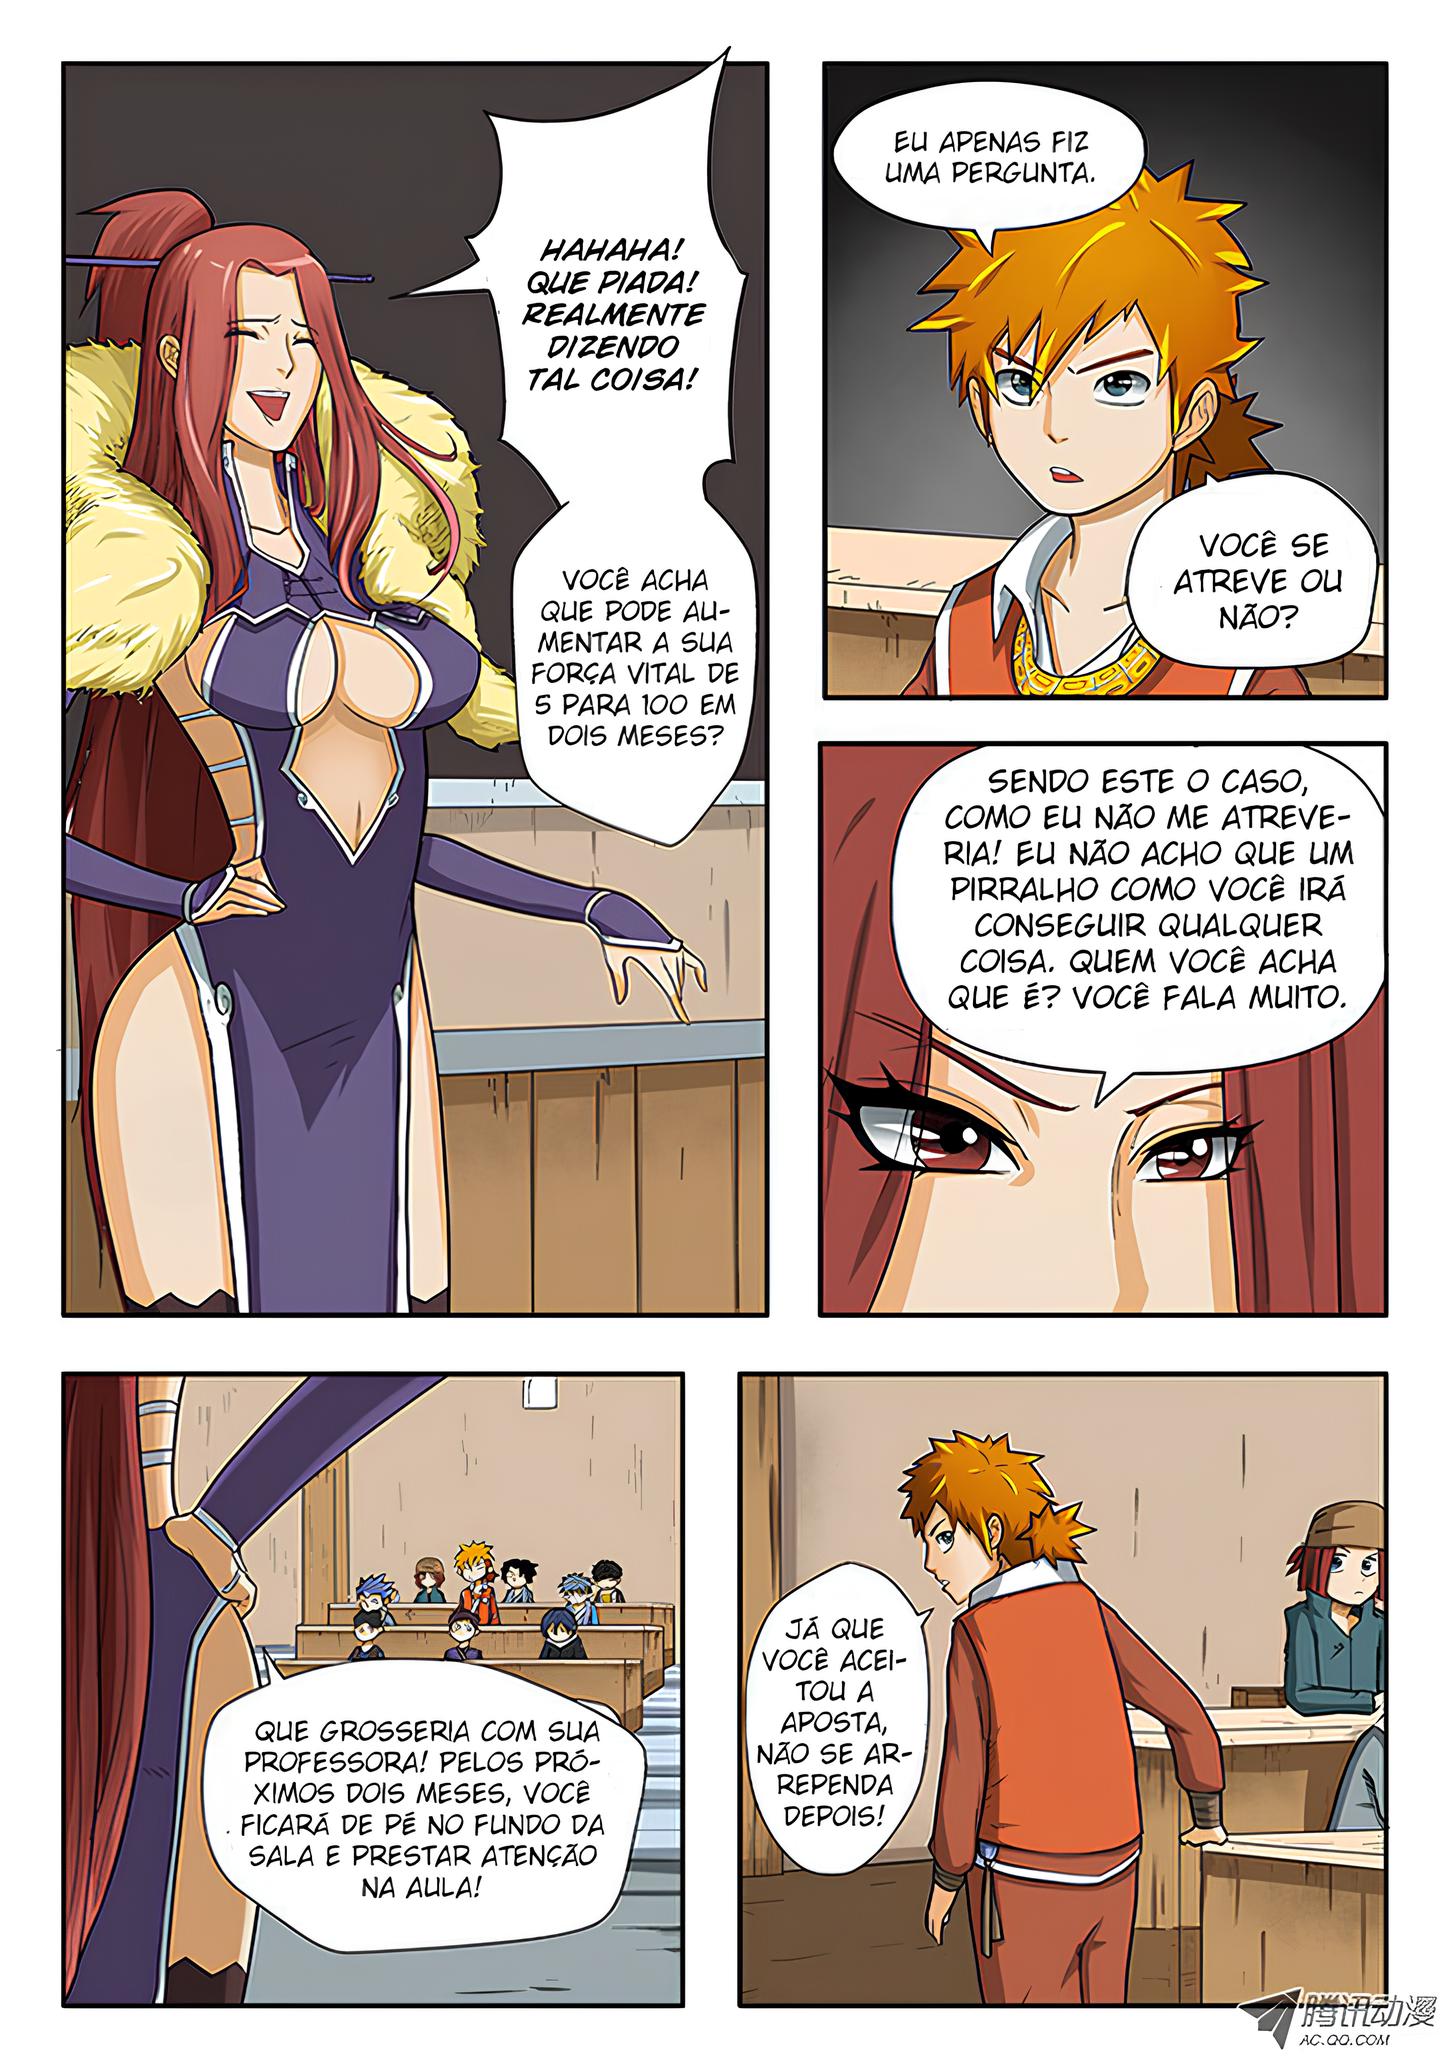 HAHAHA!
QUE PIADA!
REALMENTE
DIZENDO
TAL COISA!
VOCÊ ACHA
QUE PODE AU-
MENTAR A SUA
FORÇA VITAL DE
5 PARA 100 EM
DOIS MESES?
EU APENAS FIZ
UMA PERGUNTA.
VOCÊ SE
ATREVE OU
NÃO?
SENDO ESTE O CASO,
COMO EU NÃO ME ATREVE-
RIA! EU NÃO ACHO QUE UM
PIRRALHO COMO VOCÊ IRÁ
CONSEGUIR QUALQUER
COISA. QUEM VOCÊ ACHA
QUE É? VOCÊ FALA MUITO.
QUE GROSSERIA COM SUA
PROFESSORA! PELOS PRÓ-
XIMOS DOIS MESES, VOCÊ
FICARÁ DE PÉ NO FUNDO DA
SALA E PRESTAR ATENÇÃO
NA AULA!
JÁ QUE
VOCÊ ACEI-
TOU A
APOSTA,
NÃO SE AR-
REPENDA
DEPOIS!
腾讯动漫
AC.QQ.COM